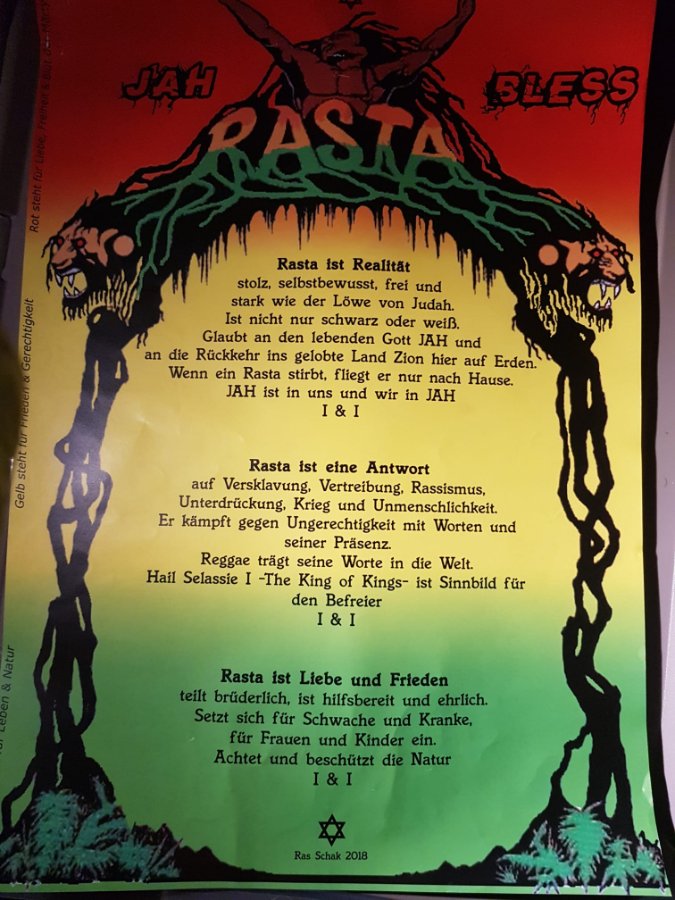 JAH
BLESS
RASTA
Rasta ist Realität
stolz, selbstbewusst, frei und
stark wie der Löwe von Judah.
Ist nicht nur schwarz oder weiß.
Glaubt an den lebenden Gott JAH und
an die Rückkehr ins gelobte Land Zion hier auf Erden.
Wenn ein Rasta stirbt, fliegt er nur nach Hause.
JAH ist in uns und wir in JAH
I & I
Rasta ist eine Antwort
auf Versklavung, Vertreibung, Rassismus,
Unterdrückung, Krieg und Unmenschlichkeit.
Er kämpft gegen Ungerechtigkeit mit Worten und
seiner Präsenz.
Reggae trägt seine Worte in die Welt.
Hail Selassie I -The King of Kings- ist Sinnbild für
den Befreier
I & I
Rasta ist Liebe und Frieden
teilt brüderlich, ist hilfsbereit und ehrlich.
Setzt sich für Schwache und Kranke,
für Frauen und Kinder ein.
Achtet und beschützt die Natur
I & I
Ras Schak 2018
Rot steht für Liebe, Freiheit & Blut der
Gelb steht für Frieden & Gerechtigkeit
für Leben & Natur